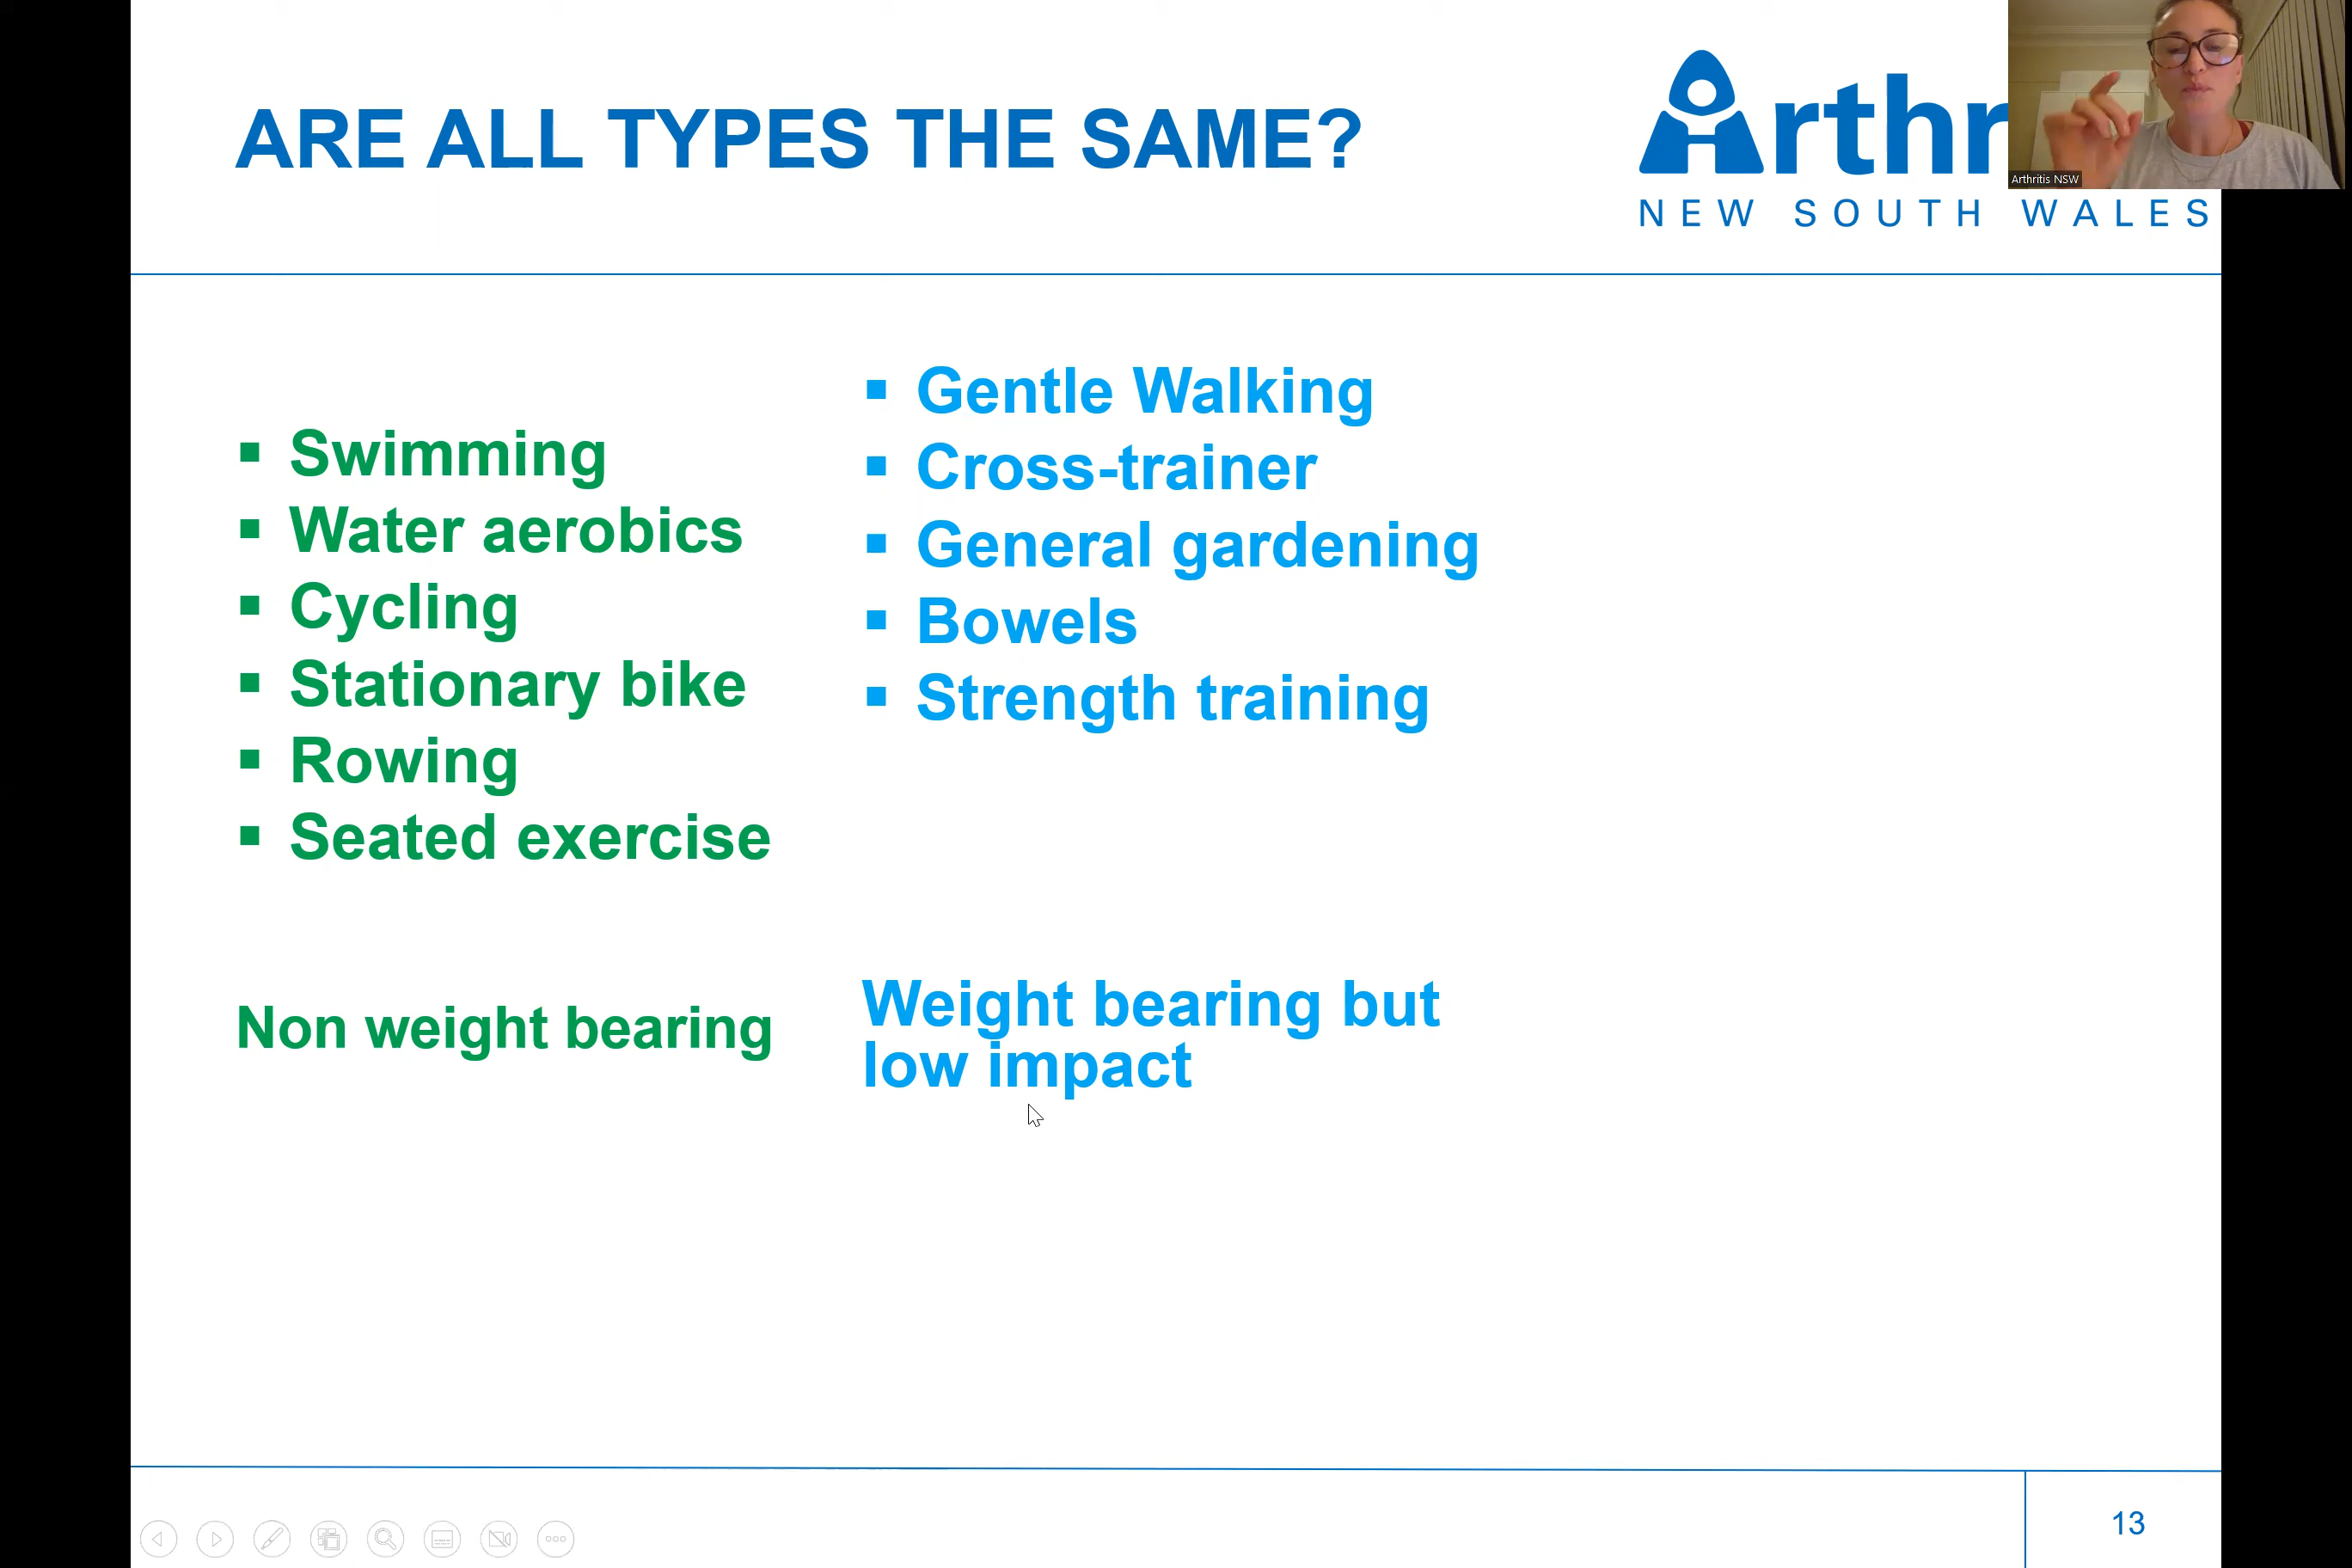 ARE ALL TYPES THE SAME?
Arthr
NEW SOUTH WALES
Arthritis NSW
▪ Swimming
▪ Water aerobics
▪ Cycling
▪ Stationary bike
▪ Rowing
▪ Seated exercise
Non weight bearing
▪ Gentle Walking
▪ Cross-trainer
▪ General gardening
▪ Bowels
▪ Strength training
Weight bearing but
low impact
13